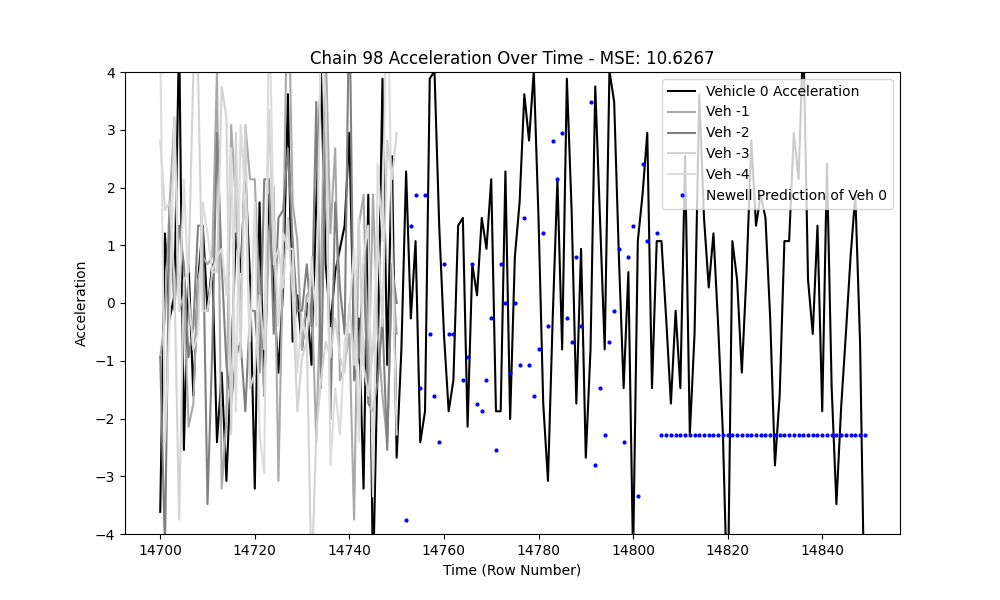 Chain 98 Acceleration Over Time - MSE: 10.6267
Acceleration
4
3
2
1
0
−1
−2
−3
−4
Vehicle 0 Acceleration
Veh -1
Veh -2
Veh -3
Veh -4
Newell Prediction of Veh 0
14700 14720 14740 14760 14780 14800 14820 14840
Time (Row Number)